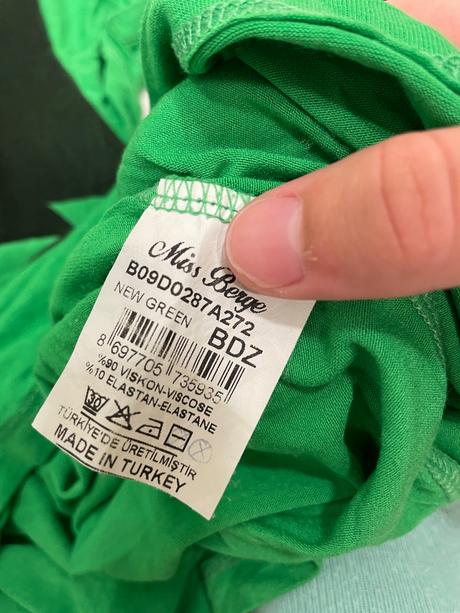 Miss Berge
B09D0287A272
NEW GREEN BDZ
8 697705 735935
%90 VISKON-VISCOSE
%10 ELASTAN-ELASTANE
30
TÜRKİYE'DE ÜRETİLMİŞTİR
MADE IN TURKEY